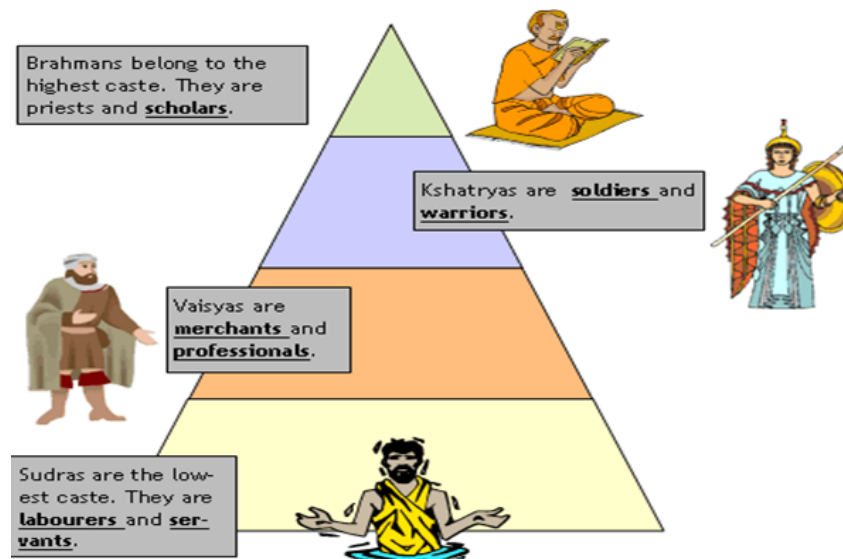 Brahmans belong to the
highest caste. They are
priests and scholars.
Kshatryas are soldiers and
warriors.
Vaisyas are
merchants and
professionals.
Sudras are the low-
est caste. They are
labourers and ser-
vants.